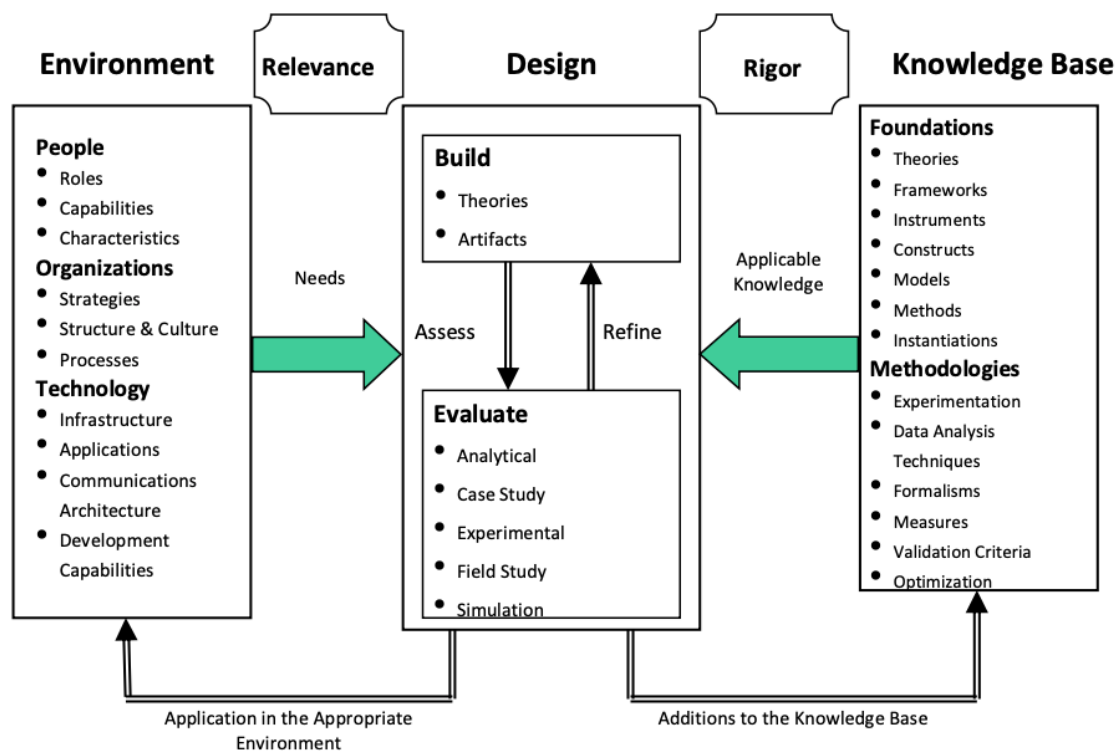 Environment
Relevance
Design
Rigor
Knowledge Base
People
Roles
Capabilities
Characteristics
Organizations
Strategies
Structure & Culture
Processes
Technology
Infrastructure
Applications
Communications
Architecture
Development
Capabilities
Needs
Build
Theories
Artifacts
Assess
Refine
Evaluate
Analytical
Case Study
Experimental
Field Study
Simulation
Applicable
Knowledge
Foundations
Theories
Frameworks
Instruments
Constructs
Models
Methods
Instantiations
Methodologies
Experimentation
Data Analysis
Techniques
Formalisms
Measures
Validation Criteria
Optimization
Application in the Appropriate
Environment
Additions to the Knowledge Base